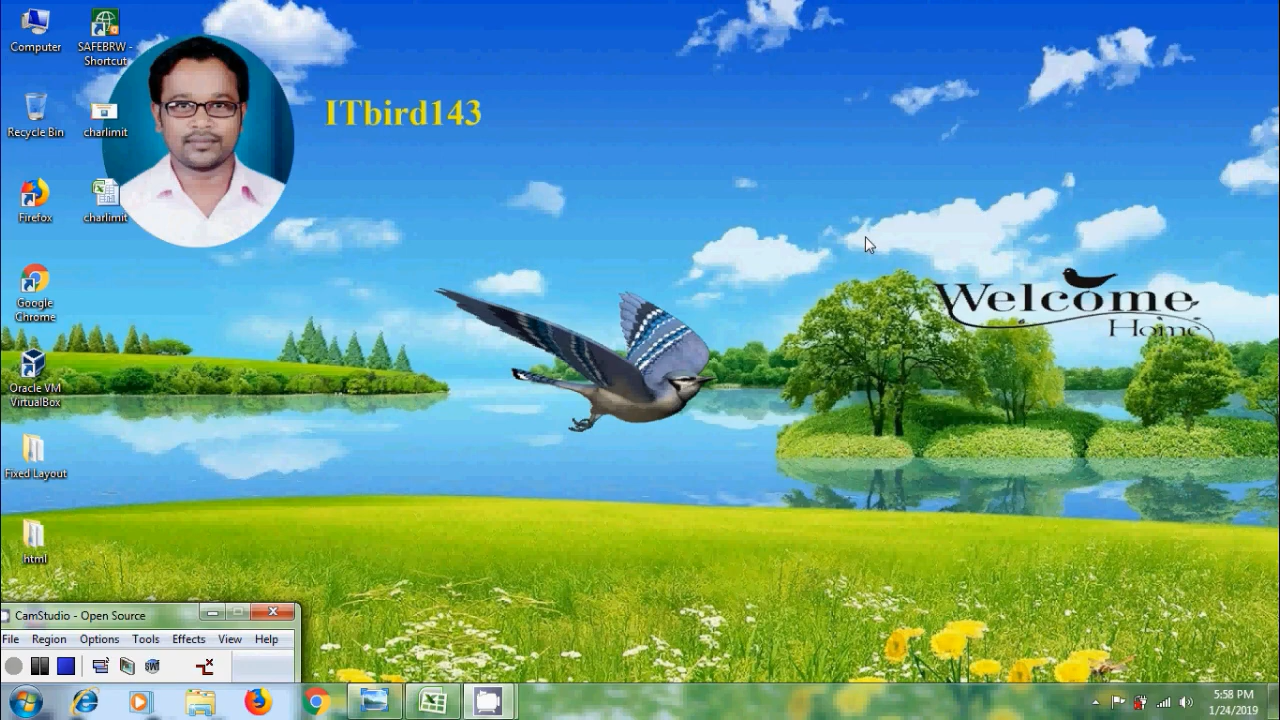 Computer
SAFEBRW -
Shortcut
Recycle Bin
charlimit
Firefox
charlimit
Google
Chrome
Oracle VM
VirtualBox
Fixed Layout
html
ITbird143
Welcome
Home
CamStudio - Open Source
File Region Options Tools Effects View Help
SWF
5:58 PM
1/24/2019